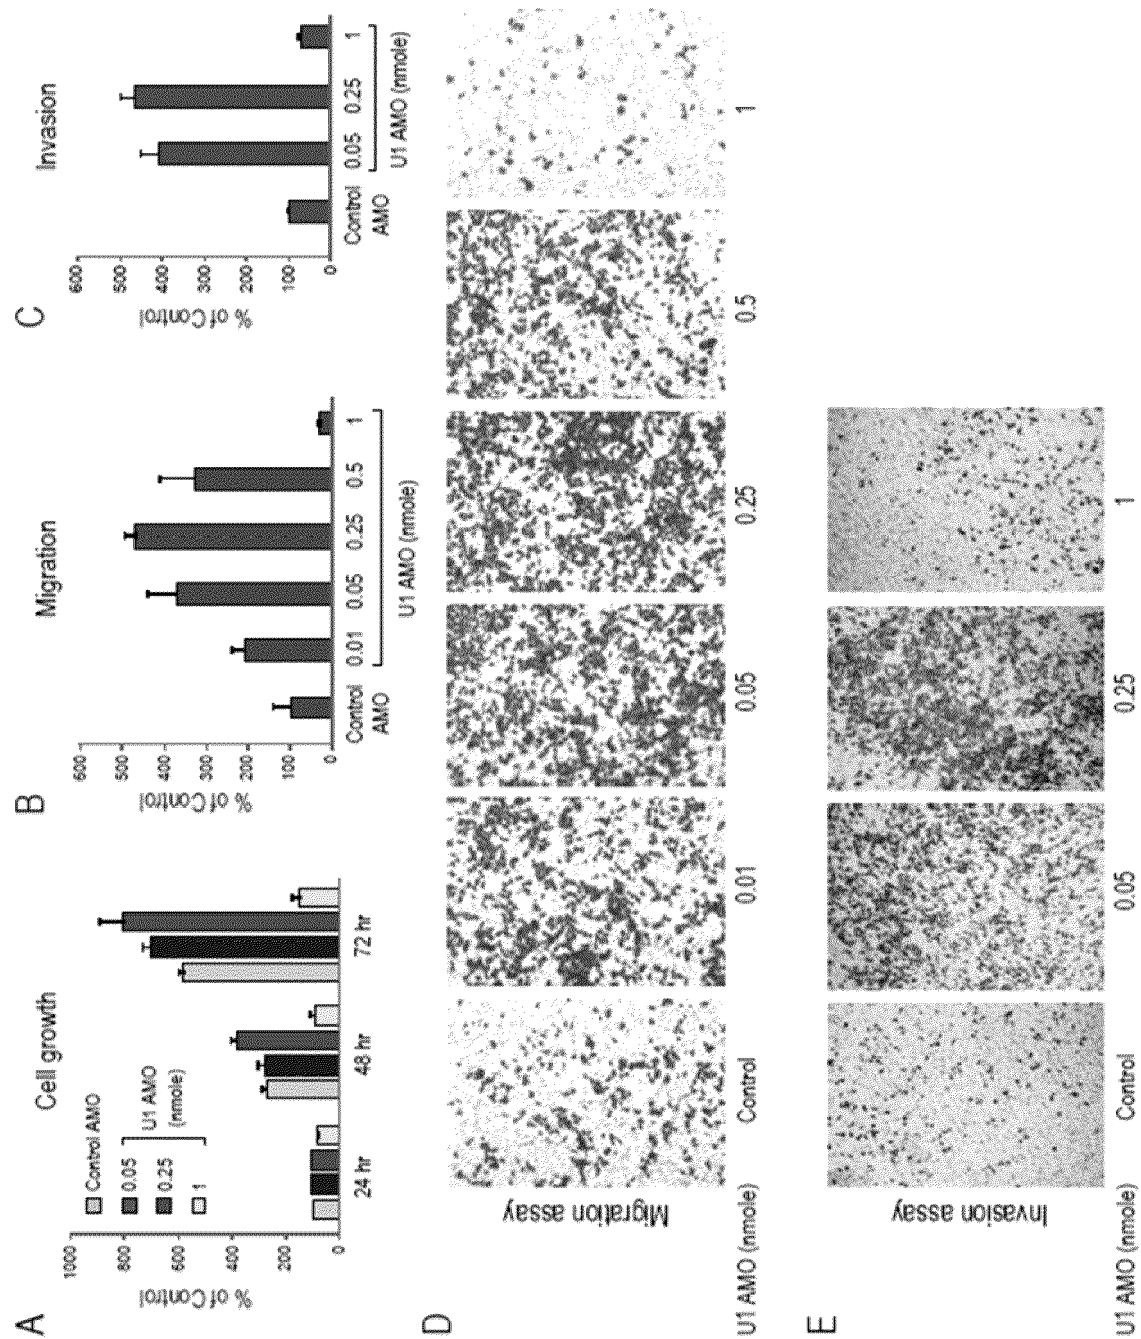 A
Cell growth
% of Control
1000
800
600
400
200
0
Control AMO
0.05
0.25
1
U1 AMO
(nmole)
24 hr
48 hr
72 hr
B
Migration
% of Control
600
500
400
300
200
100
0
Control
AMO
0.01
0.05
0.25
0.5
1
U1 AMO (nmole)
C
Invasion
% of Control
600
500
400
300
200
100
0
Control
AMO
0.05
0.25
1
U1 AMO (nmole)
D
Migration assay
U1 AMO (nmole)
Control
0.01
0.05
0.25
0.5
1
E
Invasion assay
U1 AMO (nmole)
Control
0.05
0.25
1